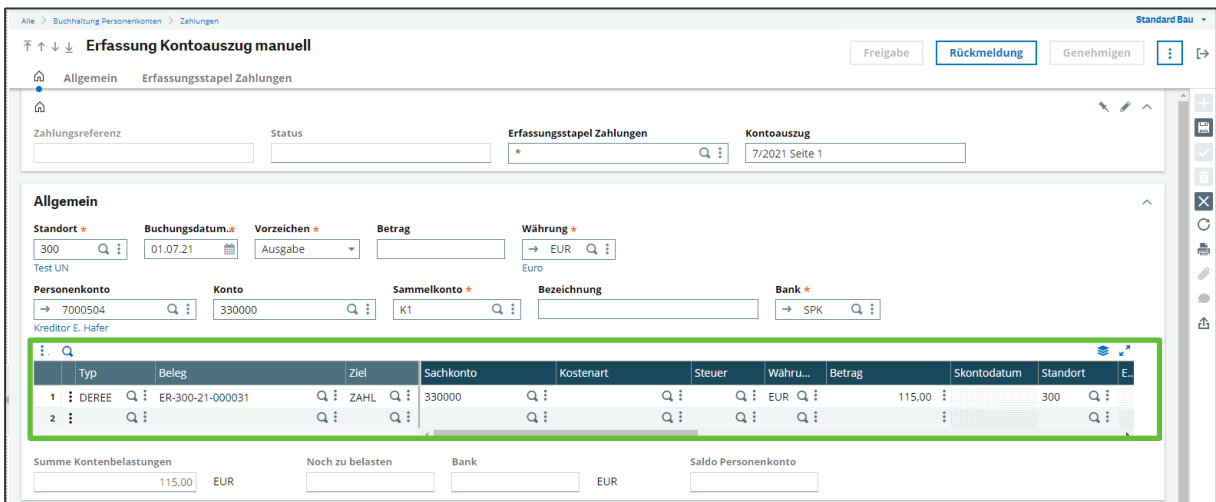 Alle > Buchhaltung Personenkonten > Zahlungen Standard Bau
Erfassung Kontoauszug manuell
Freigabe Rückmeldung Genehmigen
Allgemein Erfassungsstapel Zahlungen
Zahlungsreferenz Status Erfassungsstapel Zahlungen Kontoauszug
* 7/2021 Seite 1
Allgemein
Standort * Buchungsdatum..* Vorzeichen * Betrag Währung *
300 01.07.21 Ausgabe EUR
Test UN Euro
Personenkonto Konto Sammelkonto * Bezeichnung Bank *
7000504 330000 K1 SPK
Kreditor E. Hafer
Typ Beleg Ziel Sachkonto Kostenart Steuer Währu... Betrag Skontodatum Standort E..
1 DEREE ER-300-21-000031 ZAHL 330000 EUR 115,00 300
2
Summe Kontenbelastungen Noch zu belasten Bank Saldo Personenkonto
115,00 EUR EUR